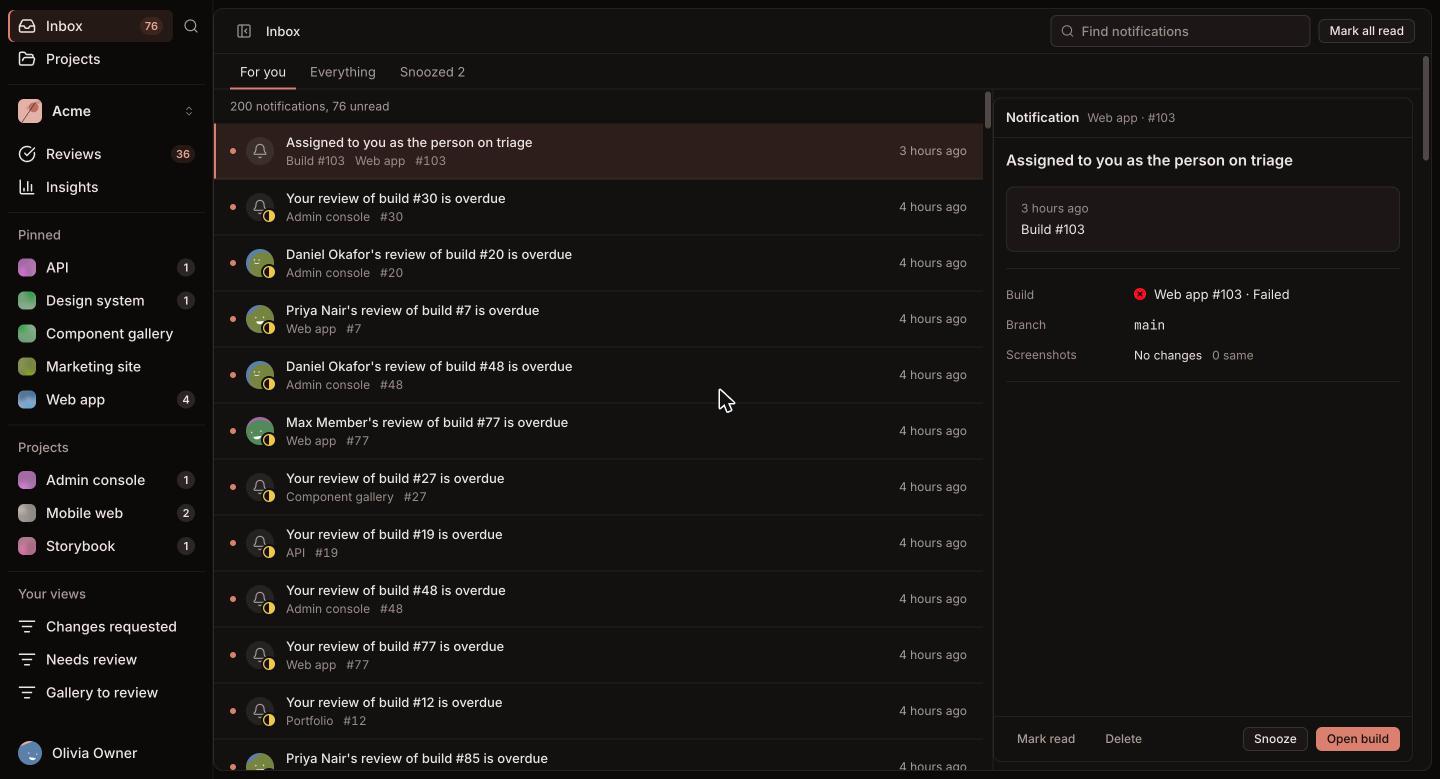 Inbox 76
Projects
Acme
Reviews 36
Insights
Pinned
API 1
Design system 1
Component gallery
Marketing site
Web app 4
Projects
Admin console 1
Mobile web 2
Storybook 1
Your views
Changes requested
Needs review
Gallery to review
Olivia Owner
Inbox
Find notifications
Mark all read
For you Everything Snoozed 2
200 notifications, 76 unread
Assigned to you as the person on triage
Build #103 Web app #103
3 hours ago
Your review of build #30 is overdue
Admin console #30
4 hours ago
Daniel Okafor's review of build #20 is overdue
Admin console #20
4 hours ago
Priya Nair's review of build #7 is overdue
Web app #7
4 hours ago
Daniel Okafor's review of build #48 is overdue
Admin console #48
4 hours ago
Max Member's review of build #77 is overdue
Web app #77
4 hours ago
Your review of build #27 is overdue
Component gallery #27
4 hours ago
Your review of build #19 is overdue
API #19
4 hours ago
Your review of build #48 is overdue
Admin console #48
4 hours ago
Your review of build #77 is overdue
Web app #77
4 hours ago
Your review of build #12 is overdue
Portfolio #12
4 hours ago
Priya Nair's review of build #85 is overdue
4 hours ago
Notification Web app · #103
Assigned to you as the person on triage
3 hours ago
Build #103
Build Web app #103 · Failed
Branch main
Screenshots No changes 0 same
Mark read Delete Snooze Open build